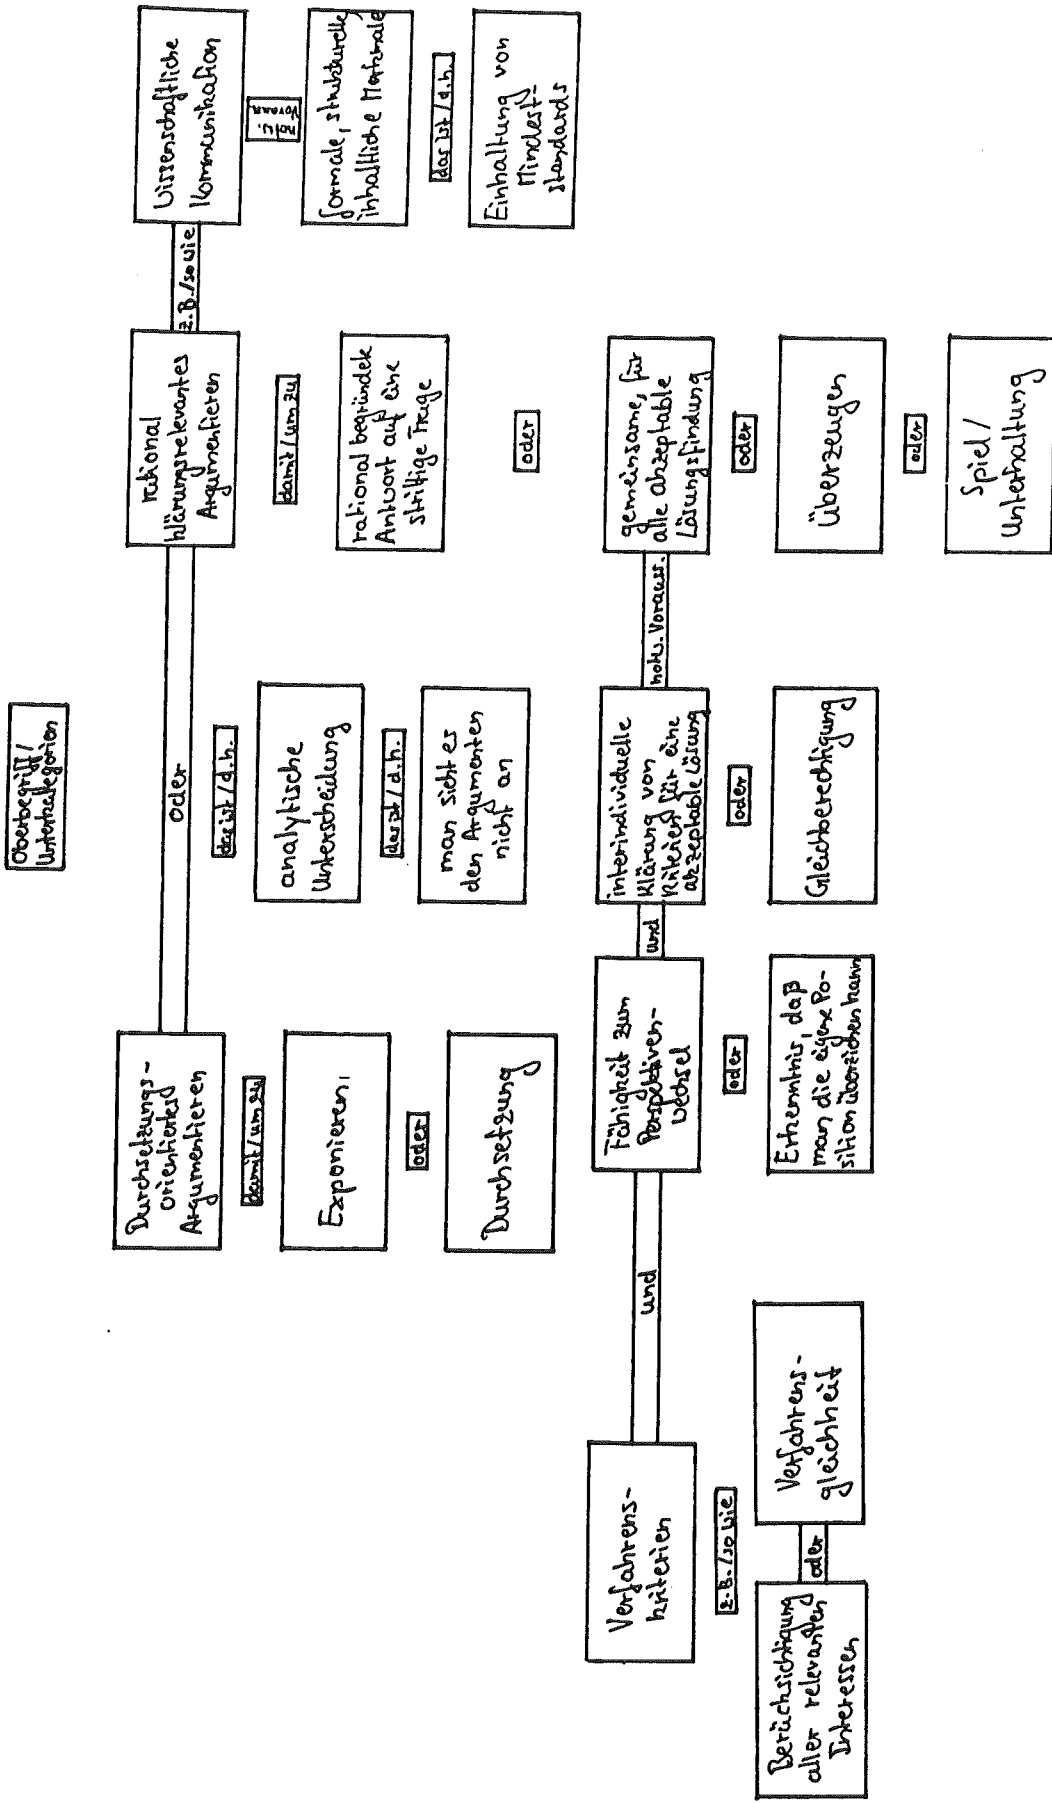 Oberbegriff/
Unterkategorien
Durchsetzungs-
orientiertes
Argumentieren
oder
rational
klärungsrelevantes
Argumentieren
z.B./so wie
Wissenschaftliche
Kommunikation
damit/um zu
das ist/d.h.
damit/um zu
notw.
Vorauss.
Exponieren,
analytische
Unterscheidung
rational begründete
Antwort auf eine
strittige Frage
formale, strukturelle,
inhaltliche Merkmale
oder
das ist/d.h.
das ist/d.h.
Durchsetzung
man sieht es
den Argumenten
nicht an
oder
Einhaltung von
Mindest-
standards
Verfahrens-
kriterien
und
Fähigkeit zum
Perspektiven-
wechsel
und
interindividuelle
Klärung von
Kriterien für eine
akzeptable Lösung
notw. Vorauss.
gemeinsame, für
alle akzeptable
Lösungsfindung
z.B./so wie
oder
oder
oder
Berücksichtigung
aller relevanten
Interessen
oder
Verfahrens-
gleichheit
Erkenntnis, daß
man die eigene Po-
sition überziehen kann
Gleichberechtigung
Überzeugen
oder
Spiel/
Unterhaltung